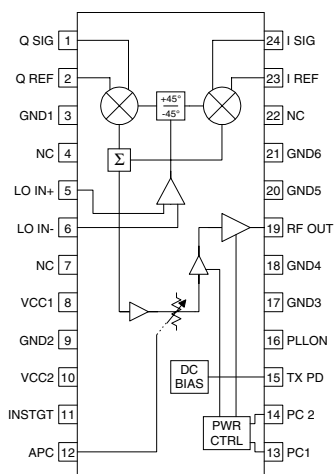 Q SIG 1 24 I SIG
Q REF 2 +45° 23 I REF
-45°
GND1 3 22 NC
NC 4 Σ 21 GND6
LO IN+ 5 20 GND5
LO IN- 6 19 RF OUT
NC 7 18 GND4
VCC1 8 17 GND3
GND2 9 16 PLLON
VCC2 10 DC BIAS 15 TX PD
INSTGT 11 14 PC 2
APC 12 PWR CTRL 13 PC1